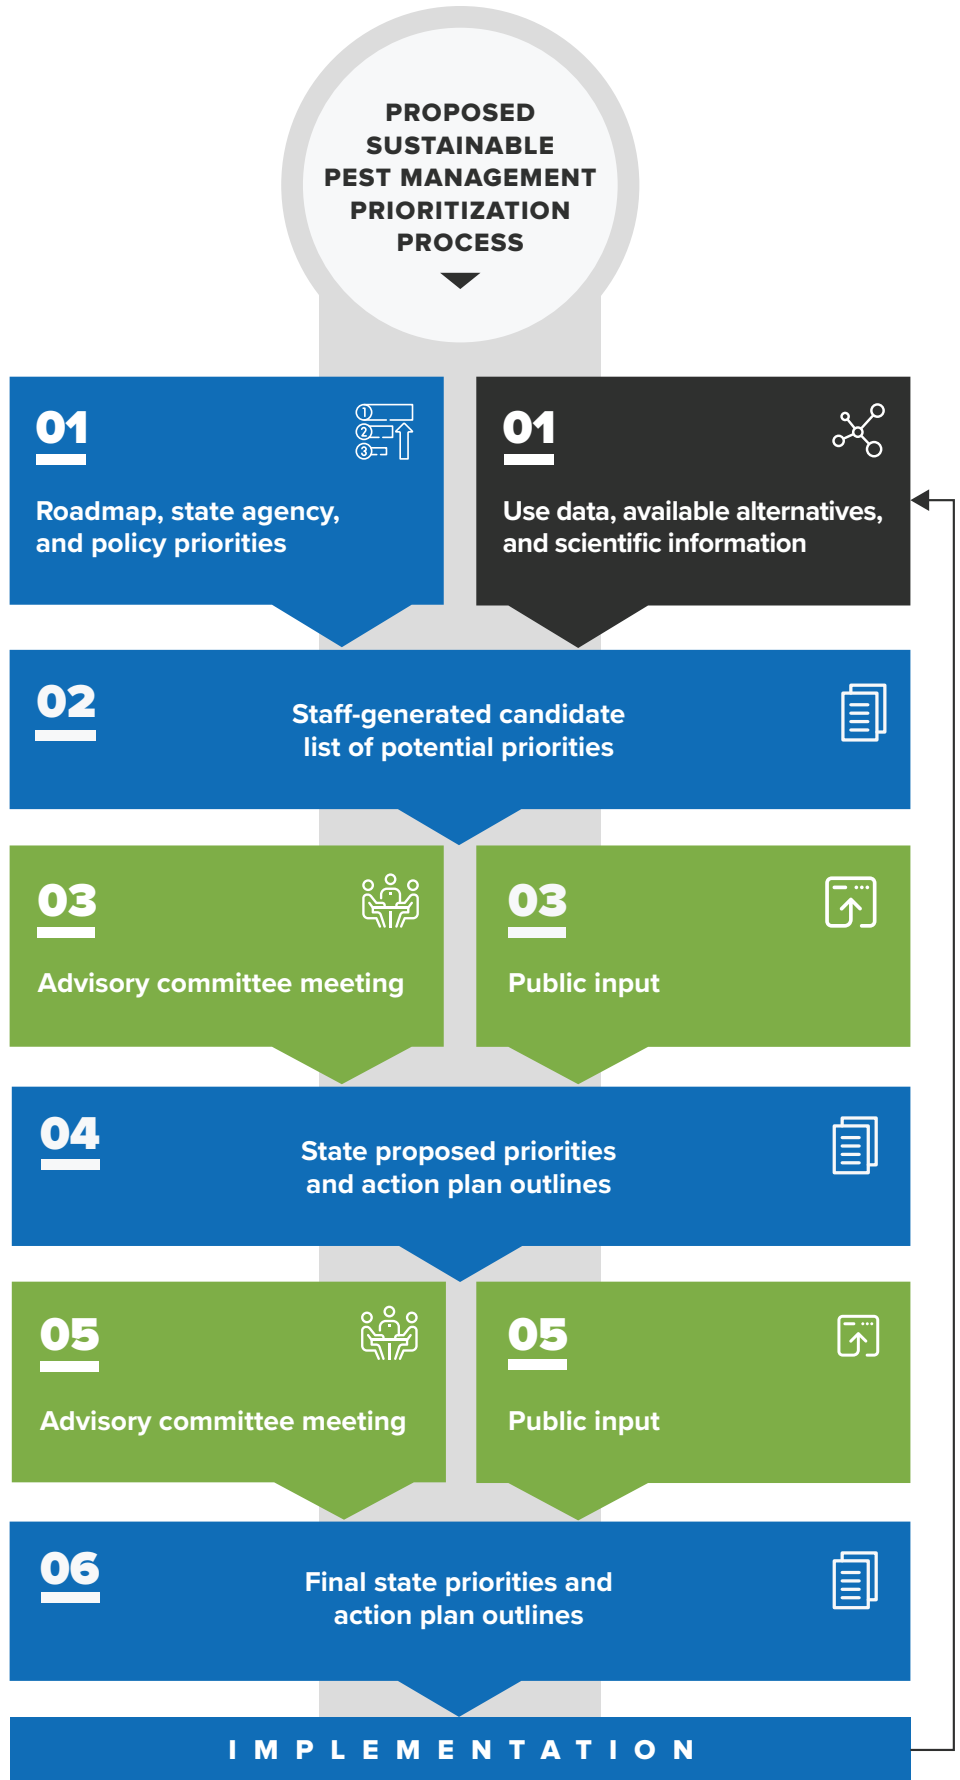 PROPOSED
SUSTAINABLE
PEST MANAGEMENT
PRIORITIZATION
PROCESS
01
1
2
3
Roadmap, state agency,
and policy priorities
01
Use data, available alternatives,
and scientific information
02
Staff-generated candidate
list of potential priorities
03
Advisory committee meeting
03
Public input
04
State proposed priorities
and action plan outlines
05
Advisory committee meeting
05
Public input
06
Final state priorities and
action plan outlines
IMPLEMENTATION